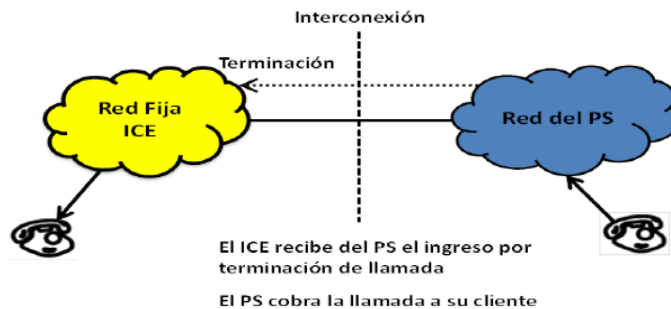 Interconexión
Terminación
Red Fija
ICE
Red del PS
El ICE recibe del PS el ingreso por
terminación de llamada
El PS cobra la llamada a su cliente